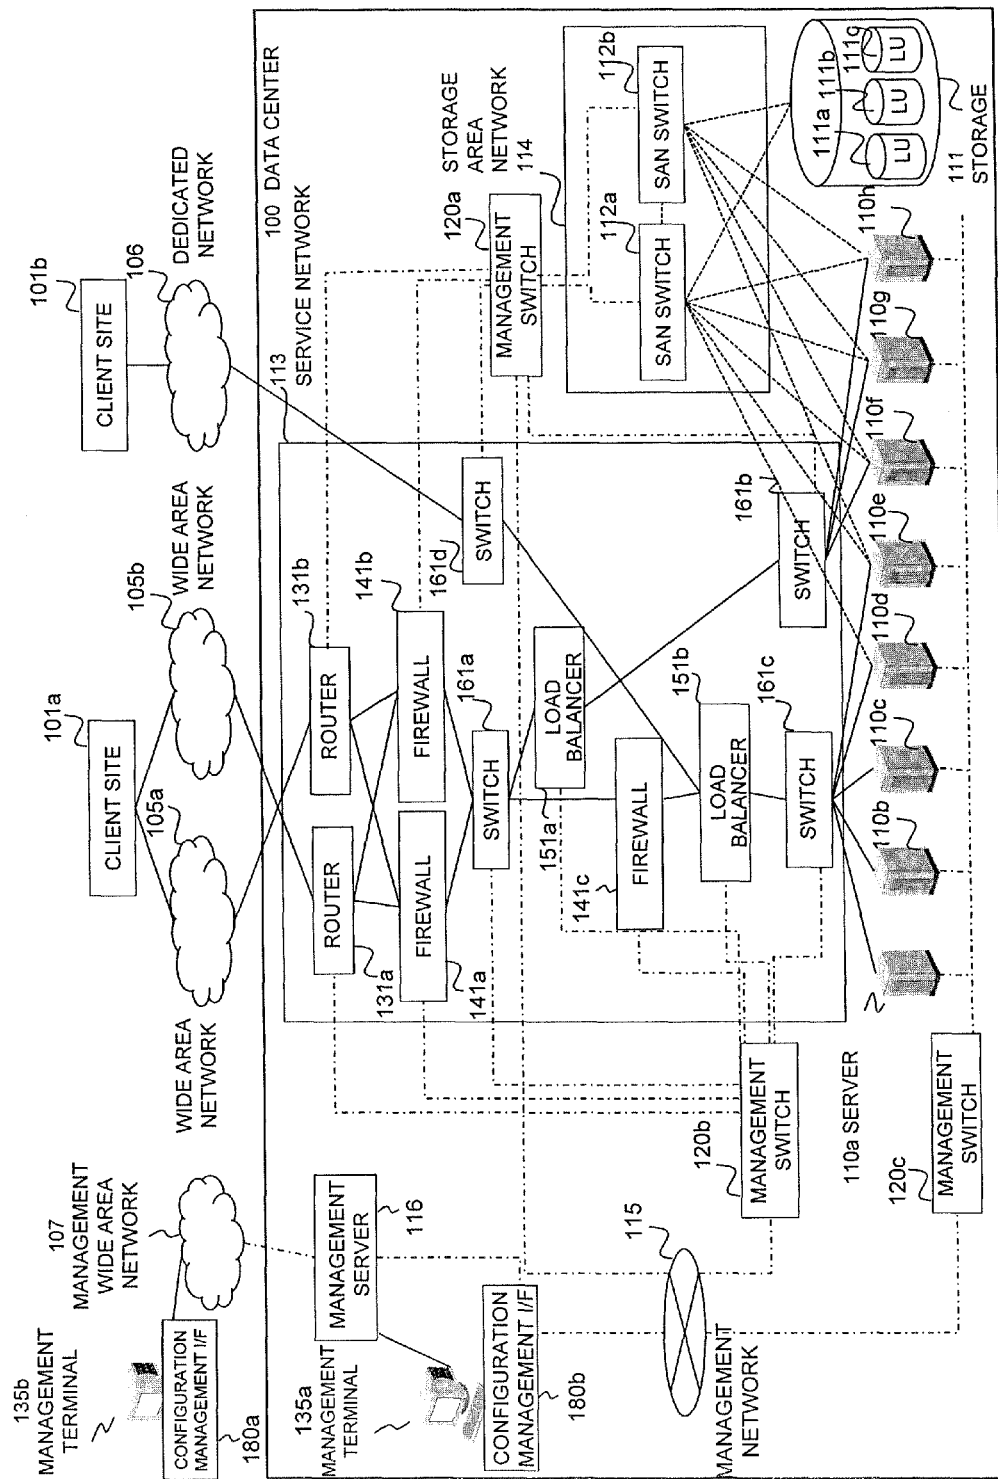 135b
MANAGEMENT
TERMINAL
CONFIGURATION
MANAGEMENT I/F
180a
107
MANAGEMENT
WIDE AREA
NETWORK
WIDE AREA
NETWORK
105a
101a
CLIENT SITE
105b
WIDE AREA
NETWORK
101b
CLIENT SITE
106
DEDICATED
NETWORK
100 DATA CENTER
113
SERVICE NETWORK
MANAGEMENT
SERVER
116
135a
MANAGEMENT
TERMINAL
CONFIGURATION
MANAGEMENT I/F
180b
ROUTER
131a
ROUTER
131b
FIREWALL
141a
FIREWALL
141b
SWITCH
161a
SWITCH
161d
LOAD
BALANCER
151a
FIREWALL
141c
LOAD
BALANCER
151b
SWITCH
161c
SWITCH
161b
120a
MANAGEMENT
SWITCH
STORAGE
AREA
NETWORK
114
SAN SWITCH
112a
SAN SWITCH
112b
111a
111b
111c
LU
LU
LU
111
STORAGE
115
MANAGEMENT
NETWORK
120b
MANAGEMENT
SWITCH
110a SERVER
110b
110c
110d
110e
110f
110g
110h
120c
MANAGEMENT
SWITCH